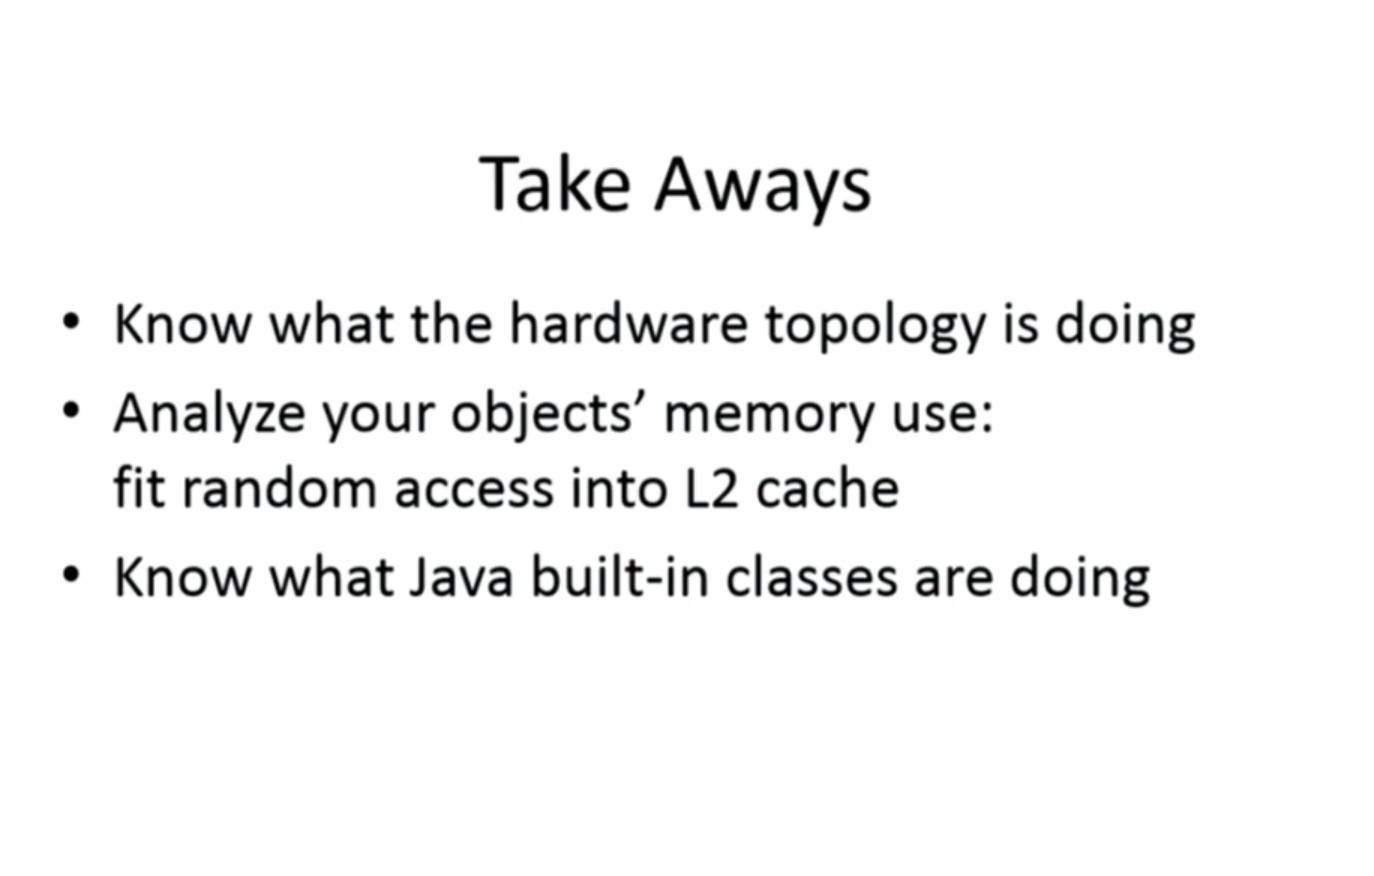 Take Aways
• Know what the hardware topology is doing
• Analyze your objects’ memory use:
fit random access into L2 cache
• Know what Java built-in classes are doing